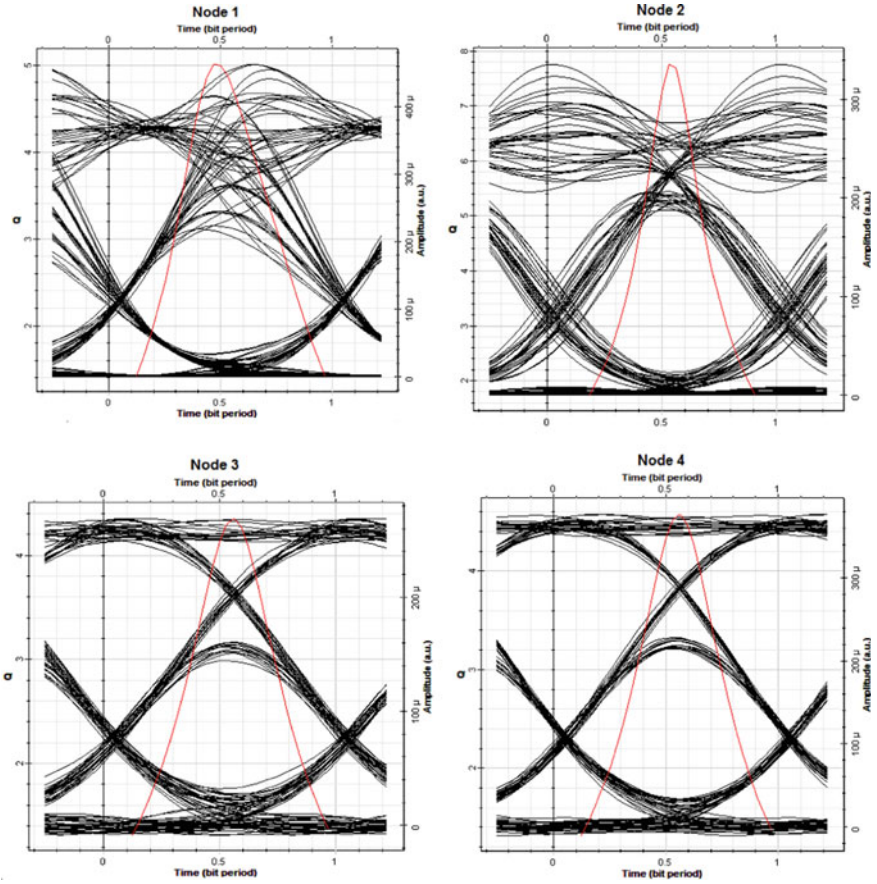 Node 1
Time (bit period)
0 0.5 1
Q
5
4
3
2
Amplitude (a.u.)
400 µ
300 µ
200 µ
100 µ
0
0 0.5 1
Time (bit period)
Node 2
Time (bit period)
0 0.5 1
Q
8
7
6
5
4
3
2
Amplitude (a.u.)
300 µ
200 µ
100 µ
0
0 0.5 1
Time (bit period)
Node 3
Time (bit period)
0 0.5 1
Q
4
3
2
Amplitude (a.u.)
200 µ
100 µ
0
0 0.5 1
Time (bit period)
Node 4
Time (bit period)
0 0.5 1
Q
4
3
2
Amplitude (a.u.)
300 µ
200 µ
100 µ
0
0 0.5 1
Time (bit period)